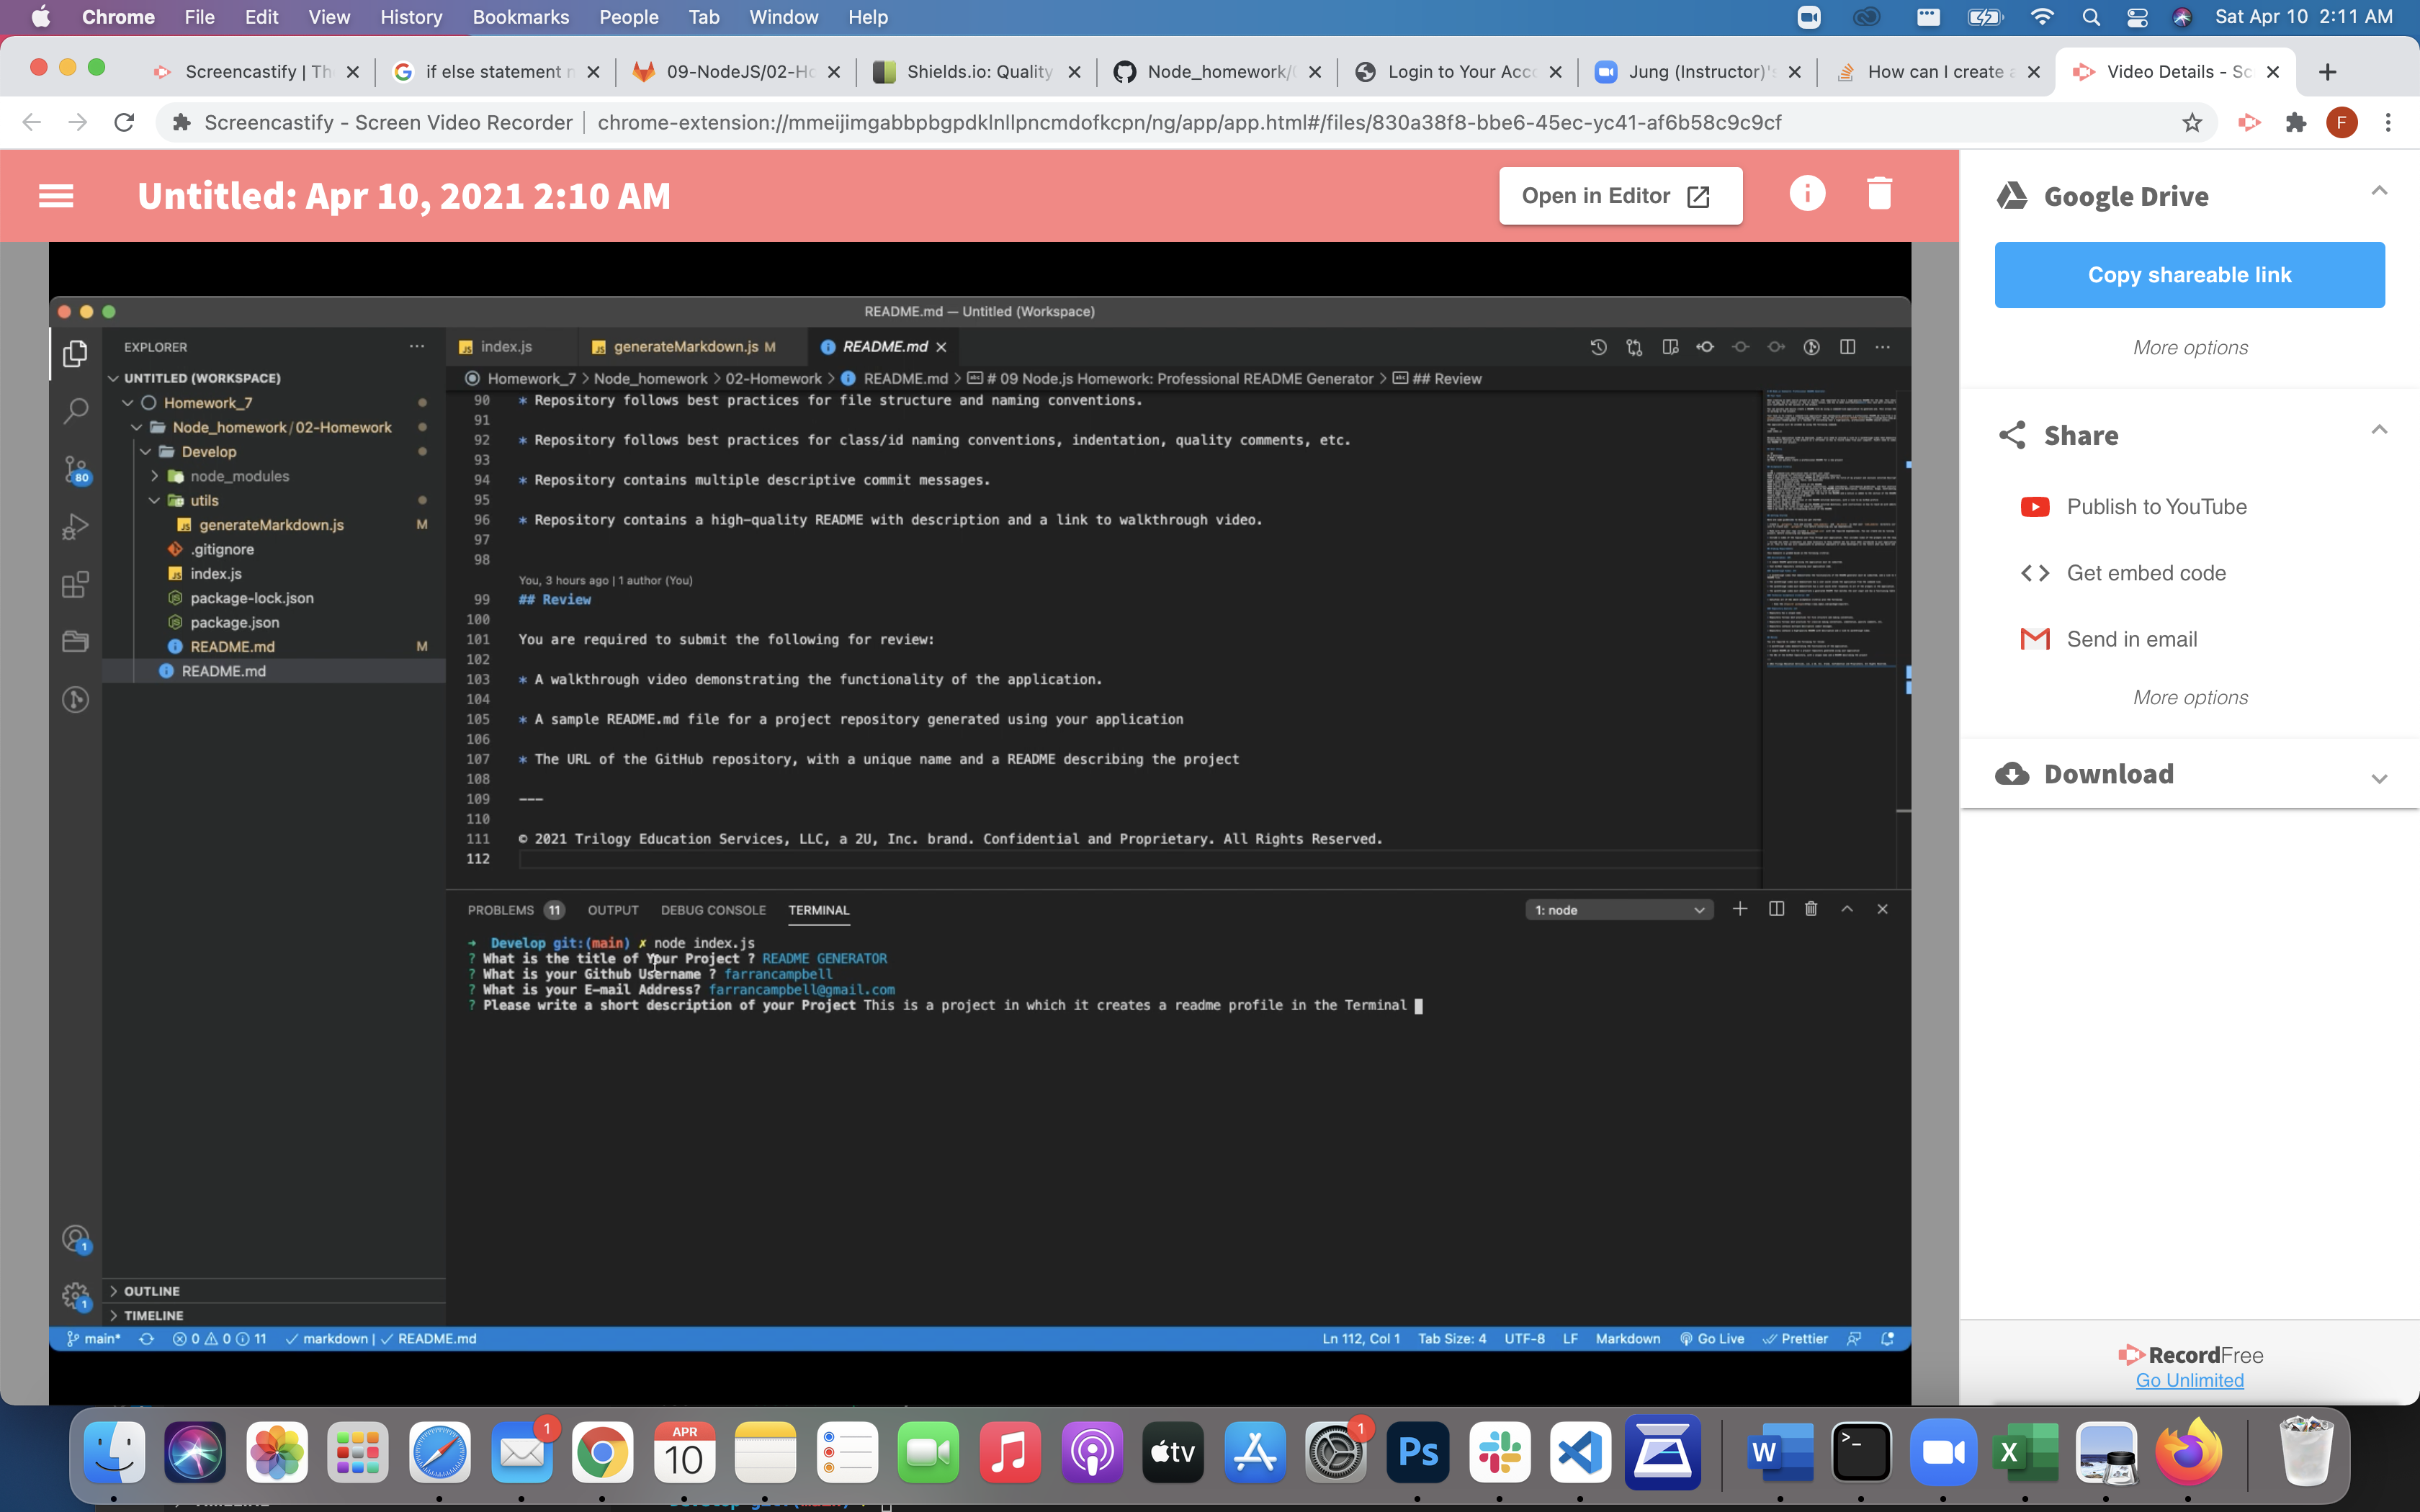 Chrome File Edit View History Bookmarks People Tab Window Help Sat Apr 10 2:11 AM
Screencastify | Th if else statement 09-NodeJS/02-Ho Shields.io: Quality Node_homework/ Login to Your Acc Jung (Instructor)'s How can I create a Video Details - Sc
Screencastify - Screen Video Recorder chrome-extension://mmeijimgabbpbgpdklnllpncmdofkcpn/ng/app/app.html#/files/830a38f8-bbe6-45ec-yc41-af6b58c9c9cf F
Untitled: Apr 10, 2021 2:10 AM Open in Editor
Google Drive
Copy shareable link
More options
Share
Publish to YouTube
Get embed code
Send in email
More options
Download
RecordFree
Go Unlimited
README.md — Untitled (Workspace)
EXPLORER
UNTITLED (WORKSPACE)
Homework_7
Node_homework/02-Homework
Develop
node_modules
utils
generateMarkdown.js M
.gitignore
index.js
package-lock.json
package.json
README.md M
README.md
OUTLINE
TIMELINE
80
1
1
index.js generateMarkdown.js M README.md
Homework_7 > Node_homework > 02-Homework > README.md > # 09 Node.js Homework: Professional README Generator > ## Review
90 * Repository follows best practices for file structure and naming conventions.
91
92 * Repository follows best practices for class/id naming conventions, indentation, quality comments, etc.
93
94 * Repository contains multiple descriptive commit messages.
95
96 * Repository contains a high-quality README with description and a link to walkthrough video.
97
98
You, 3 hours ago | 1 author (You)
99 ## Review
100
101 You are required to submit the following for review:
102
103 * A walkthrough video demonstrating the functionality of the application.
104
105 * A sample README.md file for a project repository generated using your application
106
107 * The URL of the GitHub repository, with a unique name and a README describing the project
108
109 ---
110
111 © 2021 Trilogy Education Services, LLC, a 2U, Inc. brand. Confidential and Proprietary. All Rights Reserved.
112
PROBLEMS 11 OUTPUT DEBUG CONSOLE TERMINAL 1: node
→ Develop git:(main) ✗ node index.js
? What is the title of Your Project ? README GENERATOR
? What is your Github Username ? farrancampbell
? What is your E-mail Address? farrancampbell@gmail.com
? Please write a short description of your Project This is a project in which it creates a readme profile in the Terminal
main* 0 0 11 markdown | README.md Ln 112, Col 1 Tab Size: 4 UTF-8 LF Markdown Go Live Prettier
1 APR 10 tv 1 Ps W >_ X